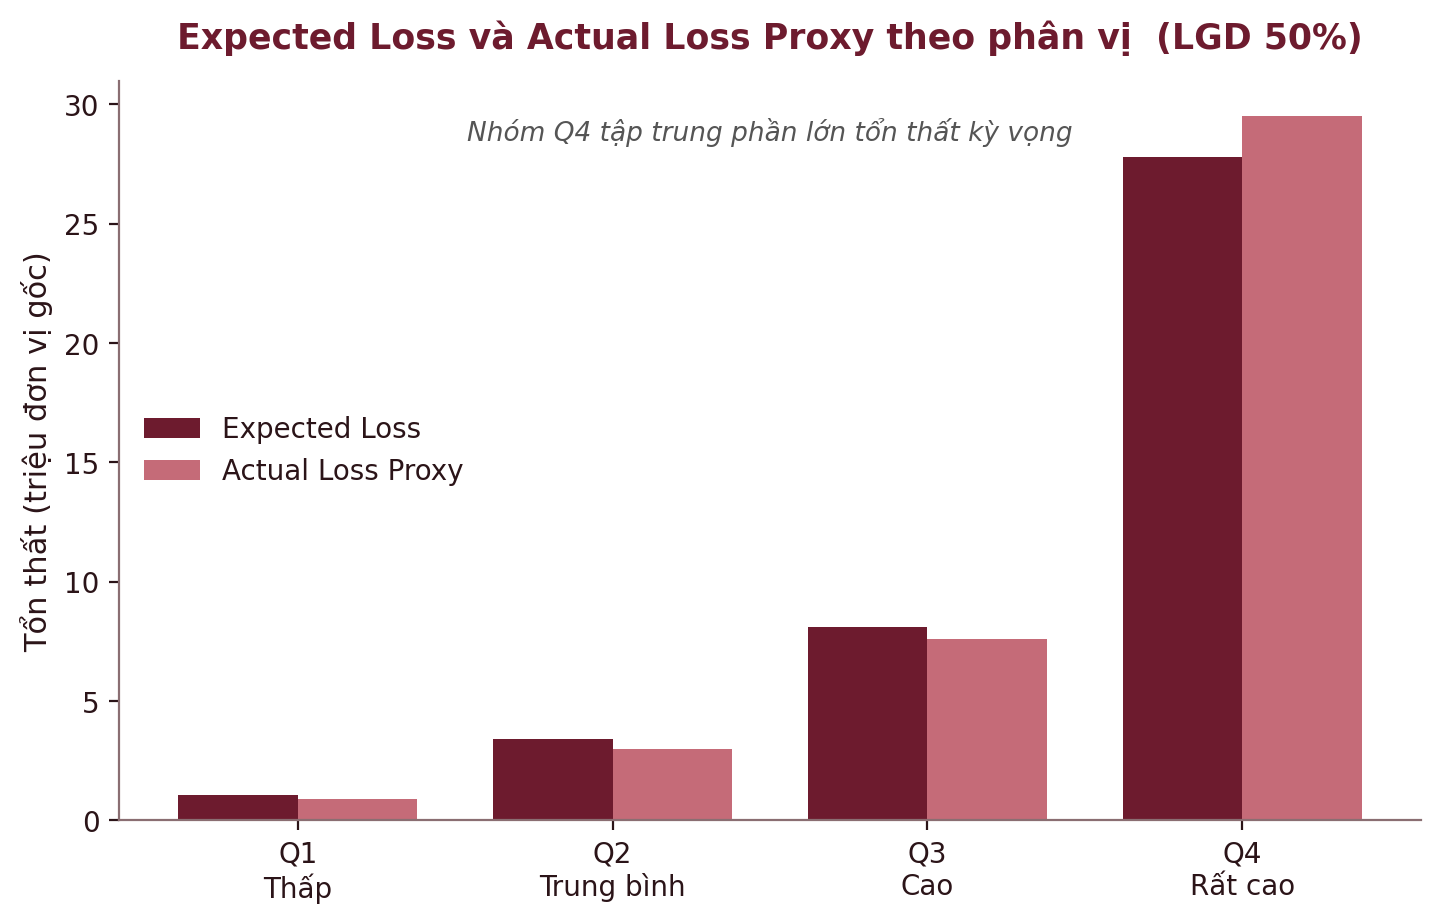 Expected Loss và Actual Loss Proxy theo phân vị (LGD 50%)
Nhóm Q4 tập trung phần lớn tổn thất kỳ vọng
Tổn thất (triệu đơn vị gốc)
30
25
20
15
10
5
0
Expected Loss
Actual Loss Proxy
Q1
Thấp
Q2
Trung bình
Q3
Cao
Q4
Rất cao